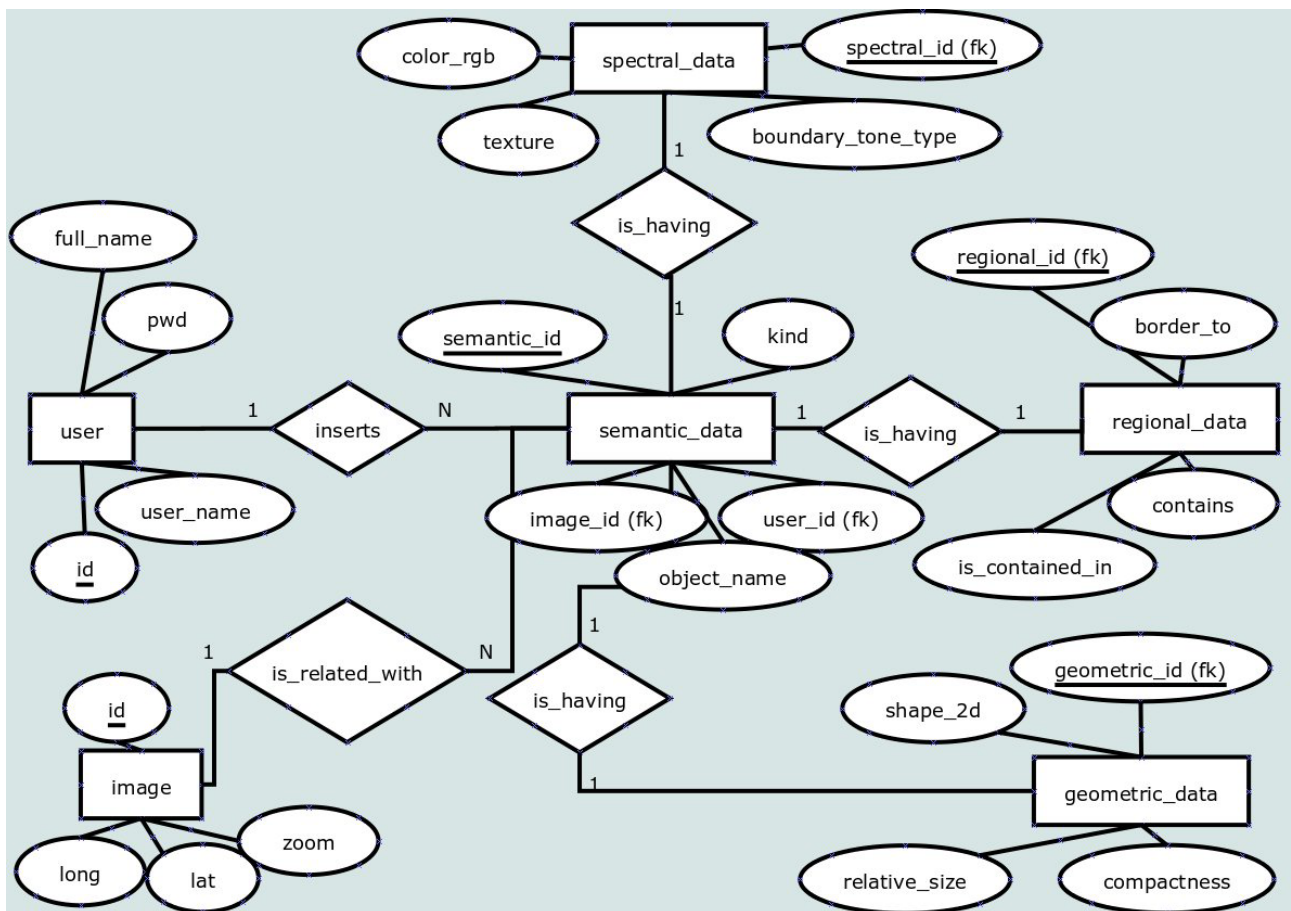 color_rgb
spectral_data
spectral_id (fk)
texture
boundary_tone_type
1
is_having
full_name
regional_id (fk)
pwd
1
semantic_id
kind
border_to
user
1
inserts
N
semantic_data
1
is_having
1
regional_data
user_name
image_id (fk)
user_id (fk)
contains
id
object_name
is_contained_in
1
1
is_related_with
N
is_having
geometric_id (fk)
id
shape_2d
image
1
geometric_data
zoom
long
lat
relative_size
compactness